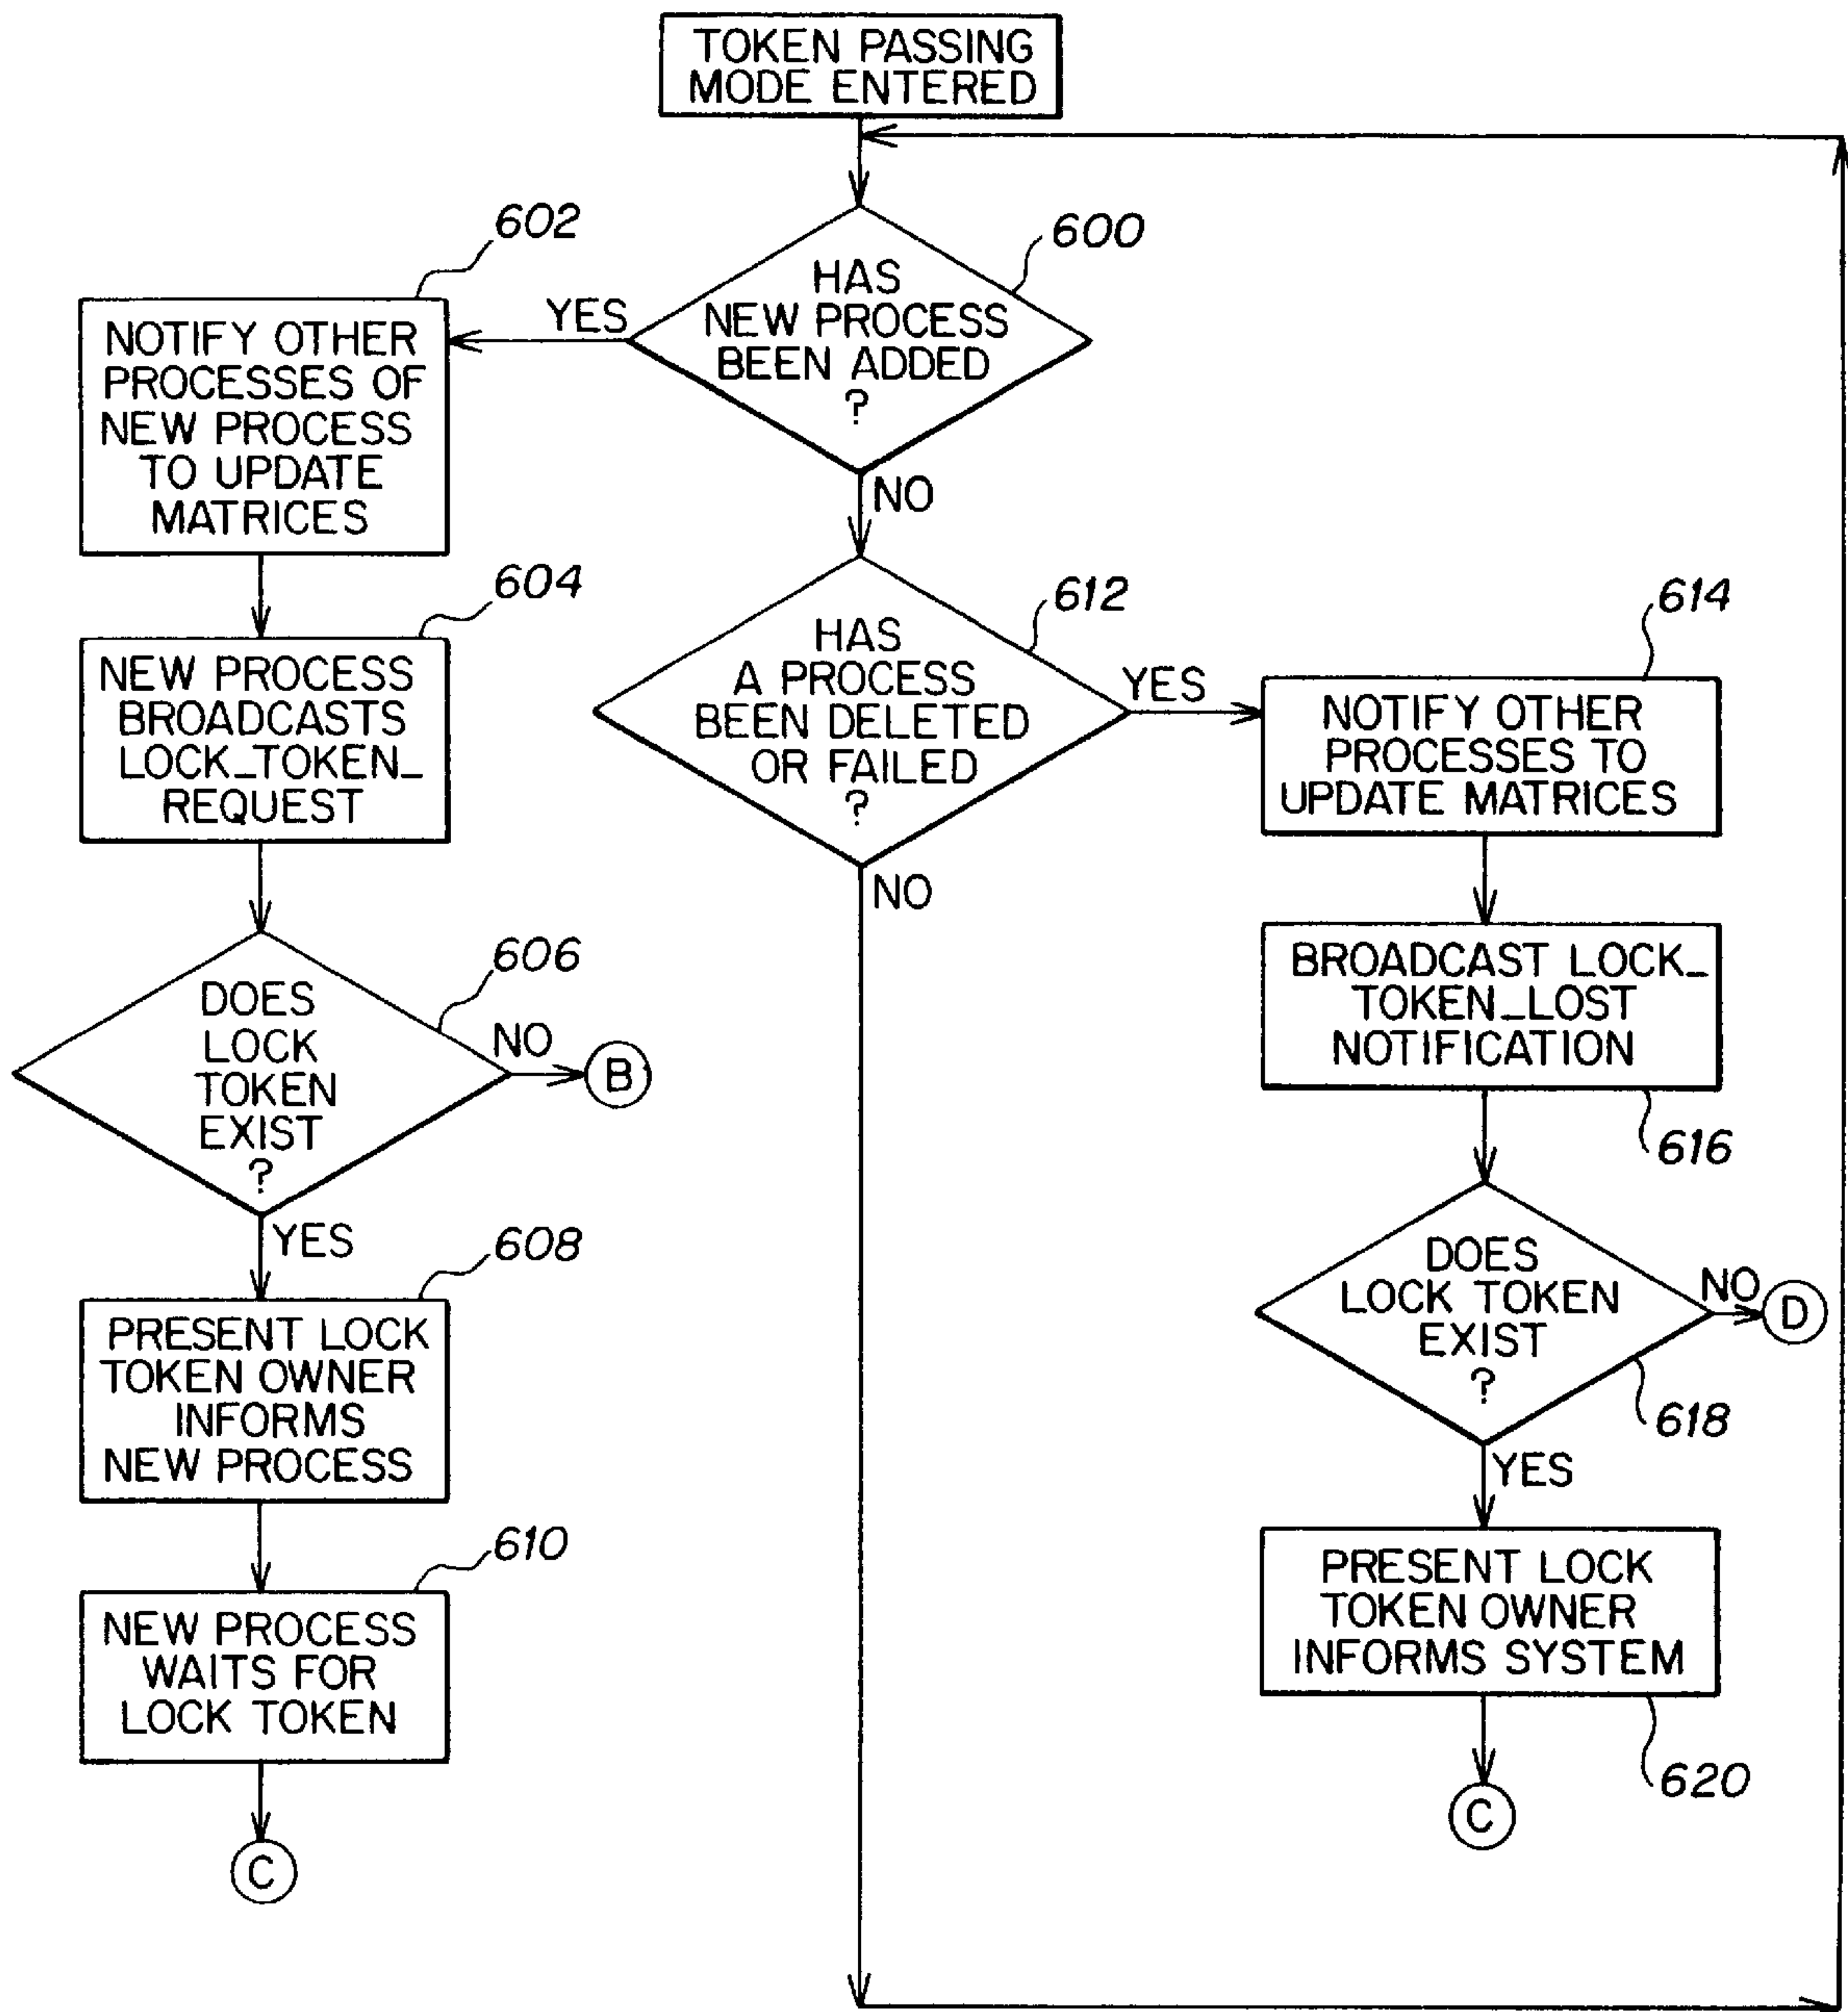 TOKEN PASSING
MODE ENTERED
600
HAS
NEW PROCESS
BEEN ADDED
?
YES
NO
602
NOTIFY OTHER
PROCESSES OF
NEW PROCESS
TO UPDATE
MATRICES
604
NEW PROCESS
BROADCASTS
LOCK_TOKEN_
REQUEST
606
DOES
LOCK
TOKEN
EXIST
?
NO
B
YES
608
PRESENT LOCK
TOKEN OWNER
INFORMS
NEW PROCESS
610
NEW PROCESS
WAITS FOR
LOCK TOKEN
C
612
HAS
A PROCESS
BEEN DELETED
OR FAILED
?
YES
NO
614
NOTIFY OTHER
PROCESSES TO
UPDATE MATRICES
BROADCAST LOCK_
TOKEN_LOST
NOTIFICATION
616
DOES
LOCK TOKEN
EXIST
?
NO
D
618
YES
PRESENT LOCK
TOKEN OWNER
INFORMS SYSTEM
620
C